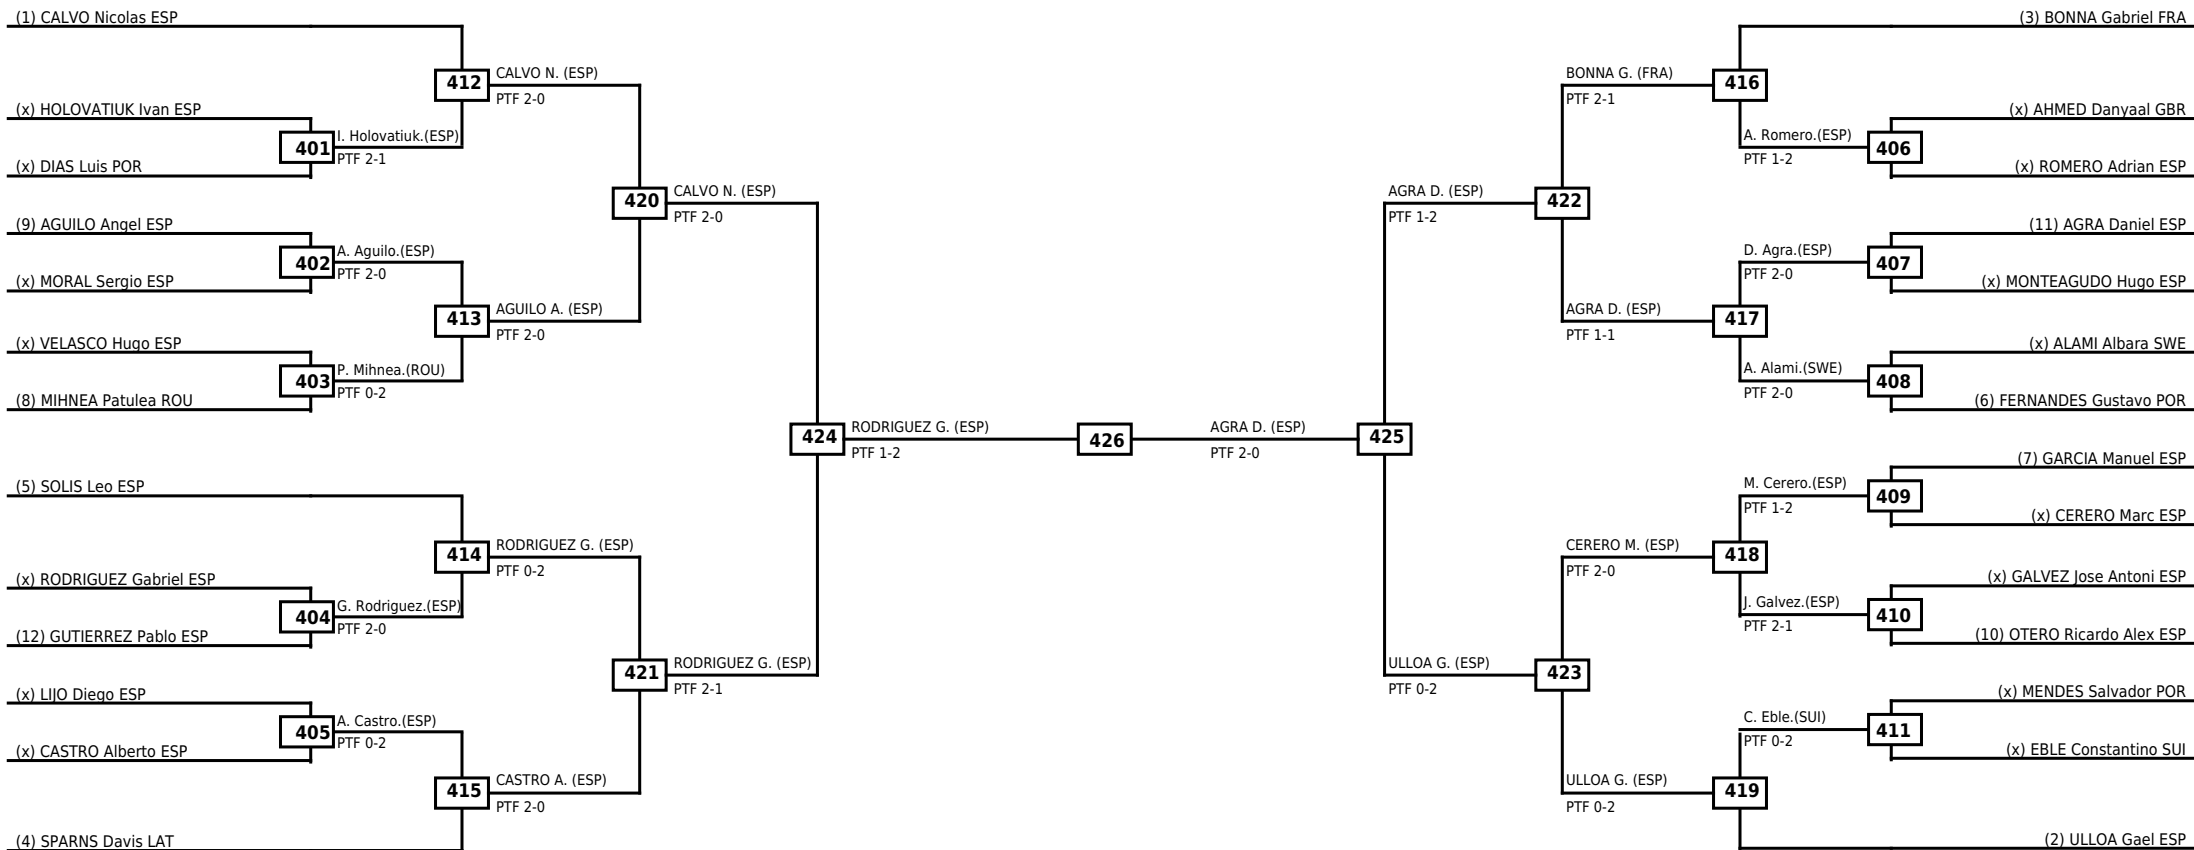 (1) CALVO Nicolas ESP
412
CALVO N. (ESP)
PTF 2-0
(x) HOLOVATIUK Ivan ESP
401
I. Holovatiuk.(ESP)
PTF 2-1
(x) DIAS Luis POR
420
CALVO N. (ESP)
PTF 2-0
(9) AGUILO Angel ESP
402
A. Aguilo.(ESP)
PTF 2-0
(x) MORAL Sergio ESP
413
AGUILO A. (ESP)
PTF 2-0
(x) VELASCO Hugo ESP
403
P. Mihnea.(ROU)
PTF 0-2
(8) MIHNEA Patulea ROU
424
RODRIGUEZ G. (ESP)
PTF 1-2
(5) SOLIS Leo ESP
414
RODRIGUEZ G. (ESP)
PTF 0-2
(x) RODRIGUEZ Gabriel ESP
404
G. Rodriguez.(ESP)
PTF 2-0
(12) GUTIERREZ Pablo ESP
421
RODRIGUEZ G. (ESP)
PTF 2-1
(x) LIJO Diego ESP
405
A. Castro.(ESP)
PTF 0-2
(x) CASTRO Alberto ESP
415
CASTRO A. (ESP)
PTF 2-0
(4) SPARNS Davis LAT
426
(3) BONNA Gabriel FRA
BONNA G. (FRA)
PTF 2-1
416
(x) AHMED Danyaal GBR
A. Romero.(ESP)
PTF 1-2
406
(x) ROMERO Adrian ESP
AGRA D. (ESP)
PTF 1-2
422
(11) AGRA Daniel ESP
D. Agra.(ESP)
PTF 2-0
407
(x) MONTEAGUDO Hugo ESP
AGRA D. (ESP)
PTF 1-1
417
(x) ALAMI Albara SWE
A. Alami.(SWE)
PTF 2-0
408
(6) FERNANDES Gustavo POR
AGRA D. (ESP)
PTF 2-0
425
(7) GARCIA Manuel ESP
M. Cerero.(ESP)
PTF 1-2
409
(x) CERERO Marc ESP
CERERO M. (ESP)
PTF 2-0
418
(x) GALVEZ Jose Antoni ESP
J. Galvez.(ESP)
PTF 2-1
410
(10) OTERO Ricardo Alex ESP
ULLOA G. (ESP)
PTF 0-2
423
(x) MENDES Salvador POR
C. Eble.(SUI)
PTF 0-2
411
(x) EBLE Constantino SUI
ULLOA G. (ESP)
PTF 0-2
419
(2) ULLOA Gael ESP